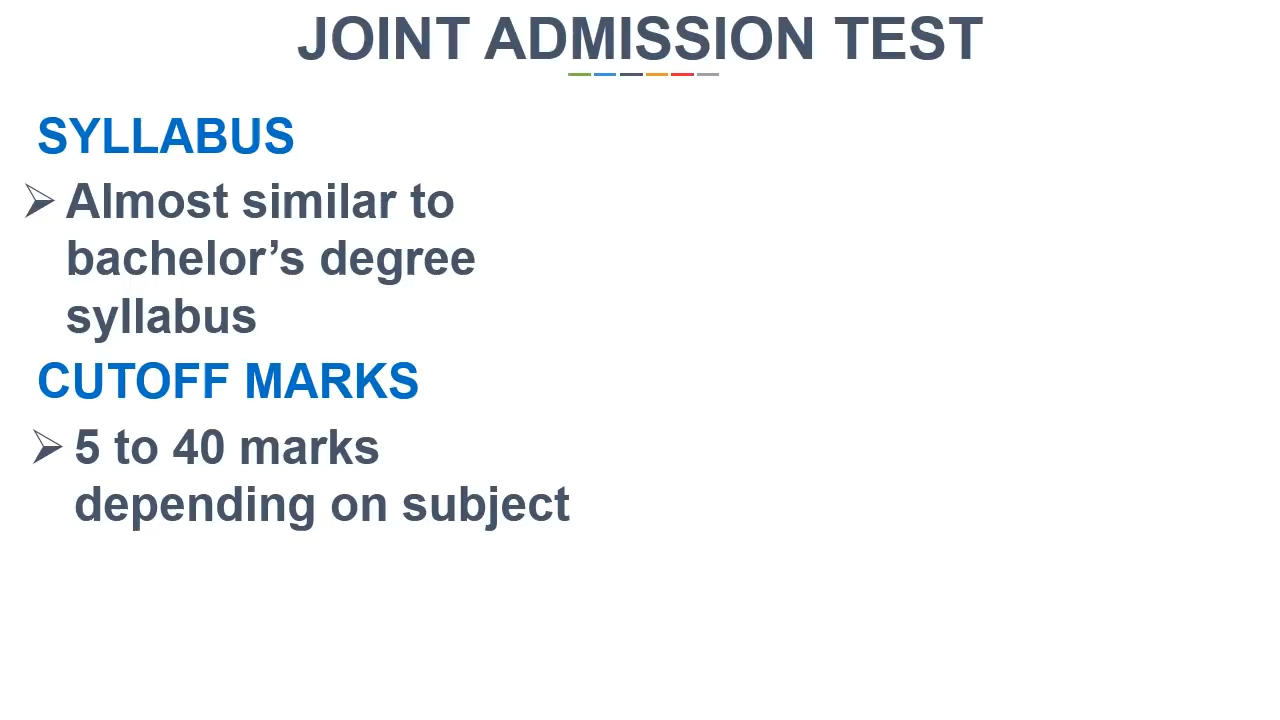 JOINT ADMISSION TEST
SYLLABUS
➢ Almost similar to
bachelor’s degree
syllabus
CUTOFF MARKS
➢ 5 to 40 marks
depending on subject